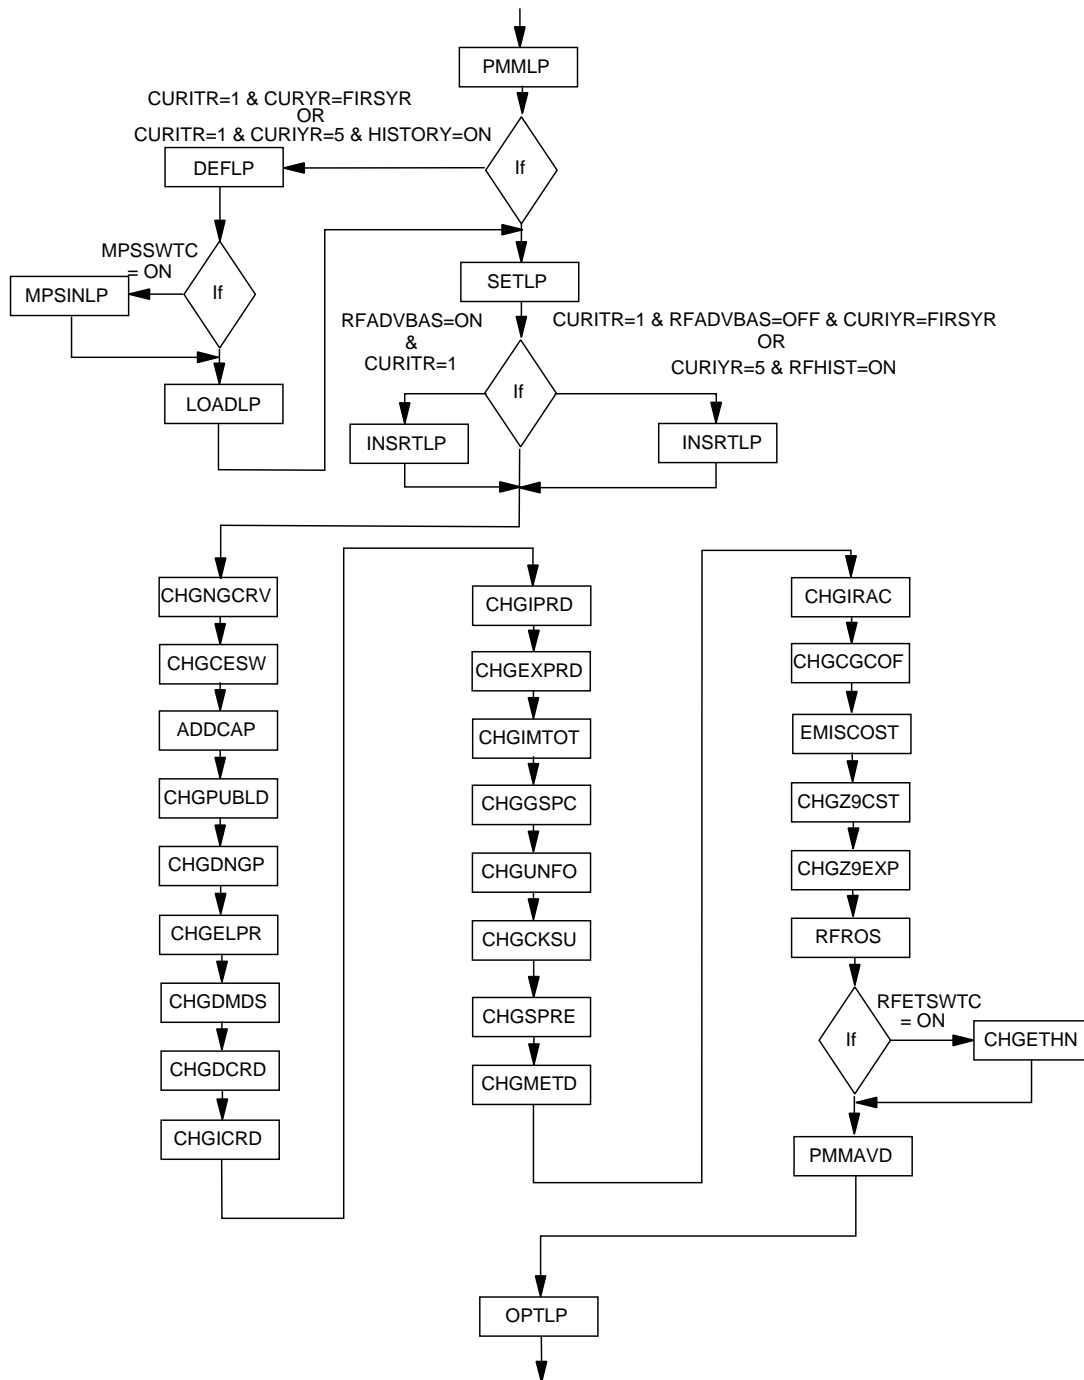 PMMLP
CURITR=1 & CURYR=FIRSYR
OR
CURITR=1 & CURIYR=5 & HISTORY=ON
If
DEFLP
MPSSWTC
= ON
If
MPSINLP
LOADLP
SETLP
RFADVBAS=ON
&
CURITR=1
CURITR=1 & RFADVBAS=OFF & CURIYR=FIRSYR
OR
CURIYR=5 & RFHIST=ON
If
INSRTLP
INSRTLP
CHGNGCRV
CHGCESW
ADDCAP
CHGPUBLD
CHGDNGP
CHGELPR
CHGDMDS
CHGDCRD
CHGICRD
CHGIPRD
CHGEXPRD
CHGIMTOT
CHGGSPC
CHGUNFO
CHGCKSU
CHGSPRE
CHGMETD
CHGIRAC
CHGCGCOF
EMISCOST
CHGZ9CST
CHGZ9EXP
RFROS
RFETSWTC
= ON
If
CHGETHN
PMMAVD
OPTLP